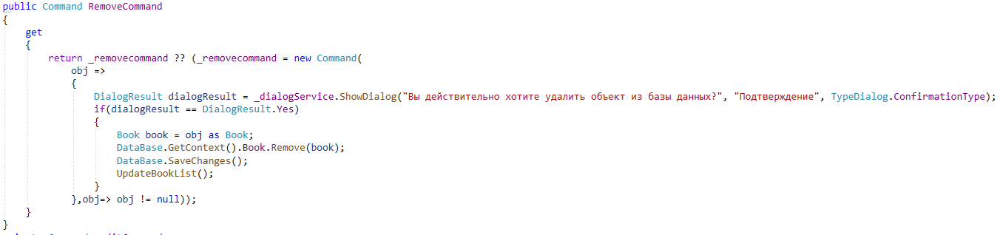 public Command RemoveCommand
{
get
{
return _removecommand ?? (_removecommand = new Command(
obj =>
{
DialogResult dialogResult = _dialogService.ShowDialog("Вы действительно хотите удалить объект из базы данных?", "Подтверждение", TypeDialog.ConfirmationType);
if(dialogResult == DialogResult.Yes)
{
Book book = obj as Book;
DataBase.GetContext().Book.Remove(book);
DataBase.SaveChanges();
UpdateBookList();
}
},obj=> obj != null));
}
}